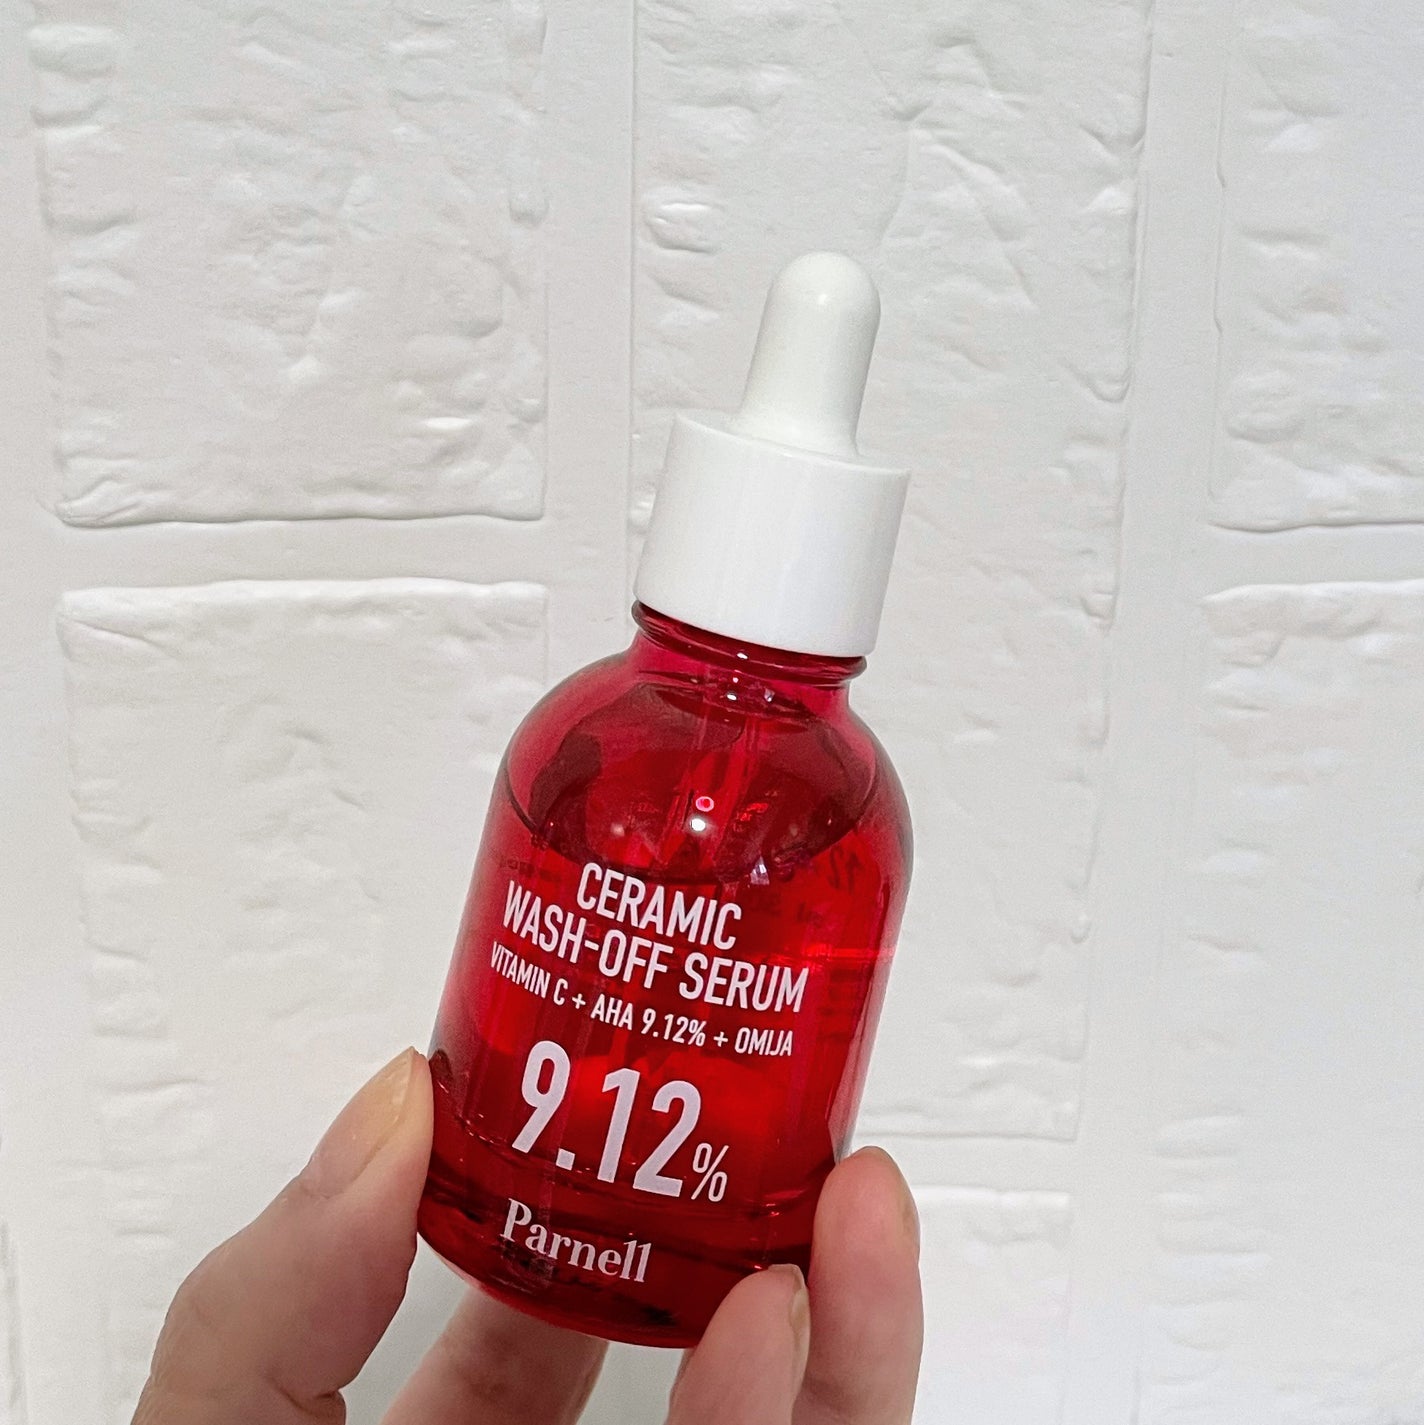 CERAMIC
WASH-OFF SERUM
VITAMIN C + AHA 9.12% + OMIJA
9.12%
Parnell